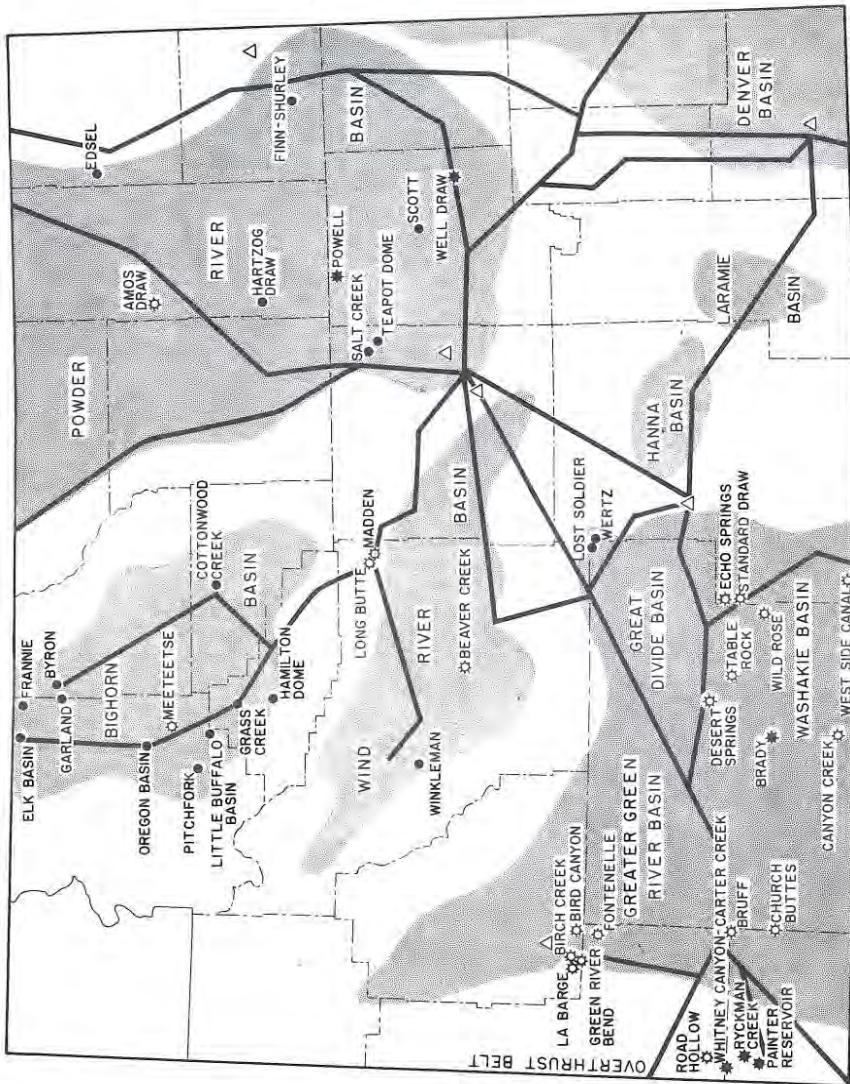 ELK BASIN
FRANNIE
BYRON
GARLAND
BIGHORN
BASIN
OREGON BASIN
MEETEETSE
PITCHFORK
LITTLE BUFFALO
BASIN
GRASS
CREEK
HAMILTON
DOME
COTTONWOOD
CREEK
POWDER
RIVER
BASIN
AMOS
DRAW
EDSEL
HARTZOG
DRAW
FINN-SHURLEY
POWELL
SALT CREEK
TEAPOT DOME
SCOTT
WELL DRAW
LONG BUTTE
MADDEN
WIND
RIVER
BASIN
WINKLEMAN
BEAVER CREEK
LA BARGE
BIRCH CREEK
BIRD CANYON
GREEN RIVER
BEND
FONTENELLE
GREATER GREEN
RIVER BASIN
GREAT
DIVIDE BASIN
LOST SOLDIER
WERTZ
HANNA
BASIN
LARAMIE
BASIN
DENVER
BASIN
OVERTHRUST BELT
ROAD
HOLLOW
WHITNEY CANYON-CARTER CREEK
RYCKMAN
CREEK
PAINTER
RESERVOIR
BRUFF
CHURCH
BUTTES
DESERT
SPRINGS
TABLE
ROCK
ECHO SPRINGS
STANDARD DRAW
BRADY
WILD ROSE
WASHAKIE BASIN
CANYON CREEK
WEST SIDE CANAL